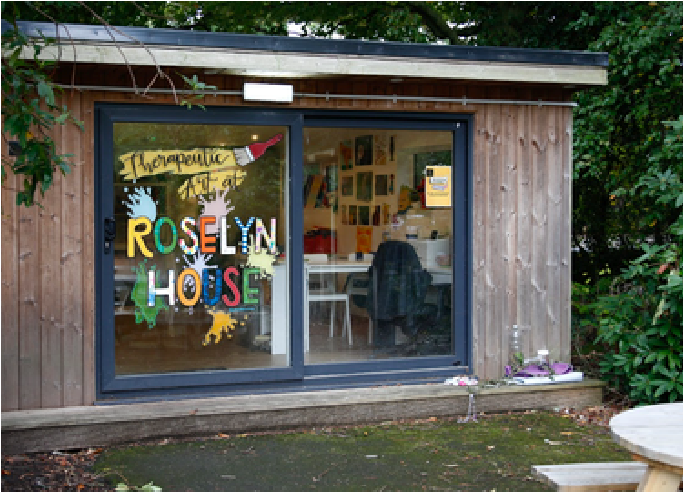 Therapeutic
Art at
ROSELYN
HOUSE